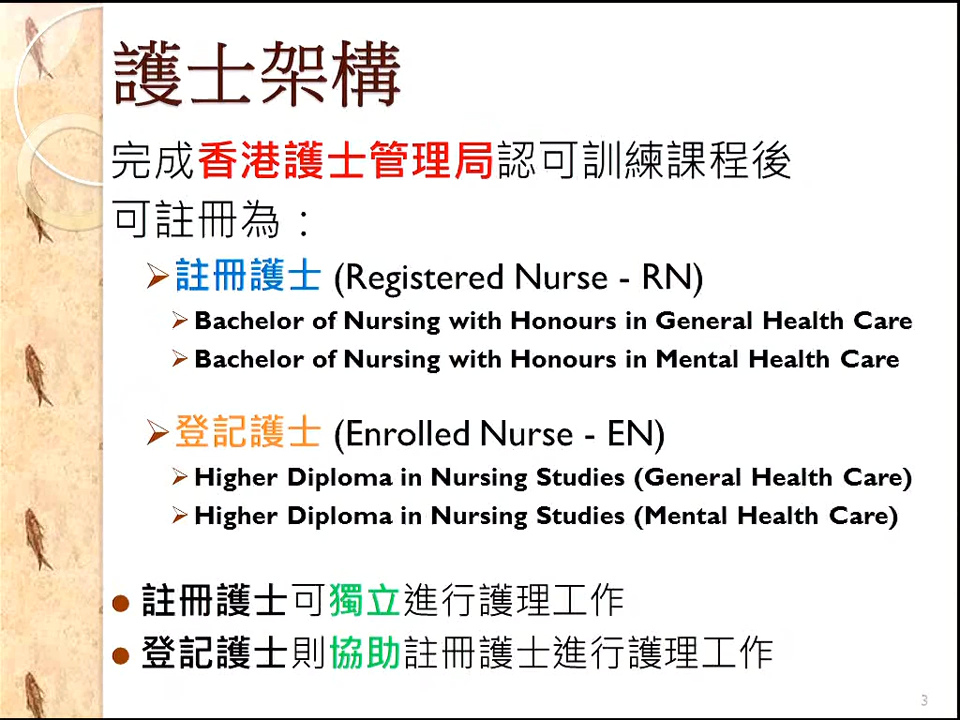 護士架構
完成香港護士管理局認可訓練課程後
可註冊為：
註冊護士 (Registered Nurse - RN)
Bachelor of Nursing with Honours in General Health Care
Bachelor of Nursing with Honours in Mental Health Care
登記護士 (Enrolled Nurse - EN)
Higher Diploma in Nursing Studies (General Health Care)
Higher Diploma in Nursing Studies (Mental Health Care)
註冊護士可獨立進行護理工作
登記護士則協助註冊護士進行護理工作
3